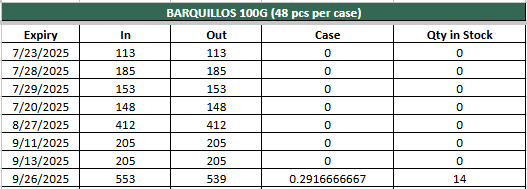 BARQUILLOS 100G (48 pcs per case)
Expiry In Out Case Qty in Stock
7/23/2025 113 113 0 0
7/28/2025 185 185 0 0
7/29/2025 153 153 0 0
7/20/2025 148 148 0 0
8/27/2025 412 412 0 0
9/11/2025 205 205 0 0
9/13/2025 205 205 0 0
9/26/2025 553 539 0.2916666667 14